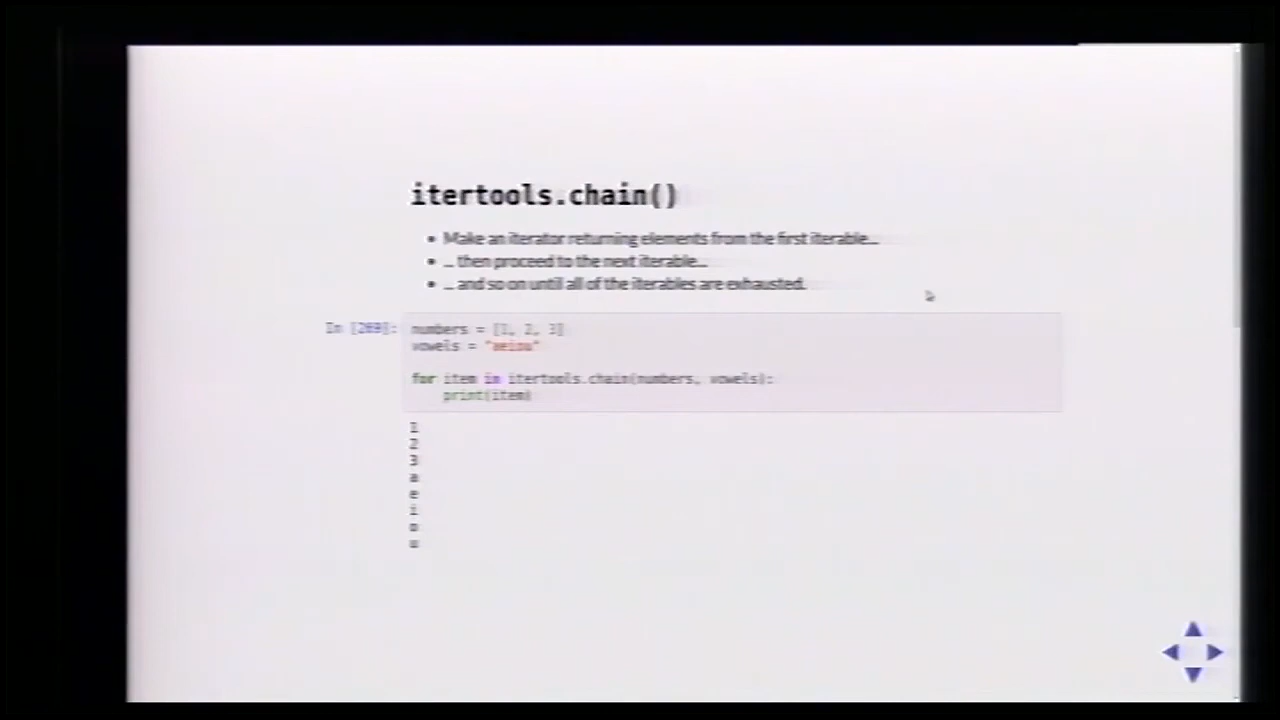 itertools.chain()
• Make an iterator returning elements from the first iterable...
• ... then proceed to the next iterable...
• ... and so on until all of the iterables are exhausted.
In [269]: numbers = [1, 2, 3]
vowels = "aeiou"
for item in itertools.chain(numbers, vowels):
print(item)
1
2
3
a
e
i
o
u